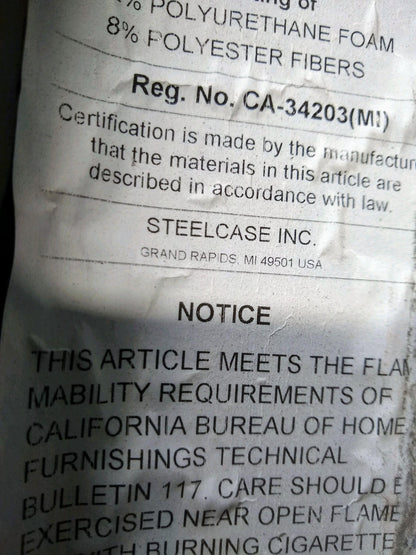 % POLYURETHANE FOAM
8% POLYESTER FIBERS
Reg. No. CA-34203(MI)
Certification is made by the manufactur
that the materials in this article are
described in accordance with law.
STEELCASE INC.
GRAND RAPIDS, MI 49501 USA
NOTICE
THIS ARTICLE MEETS THE FLAM
MABILITY REQUIREMENTS OF
CALIFORNIA BUREAU OF HOME
FURNISHINGS TECHNICAL
BULLETIN 117. CARE SHOULD
EXERCISED NEAR OPEN FLAME
WITH BURNING CIGARETTE